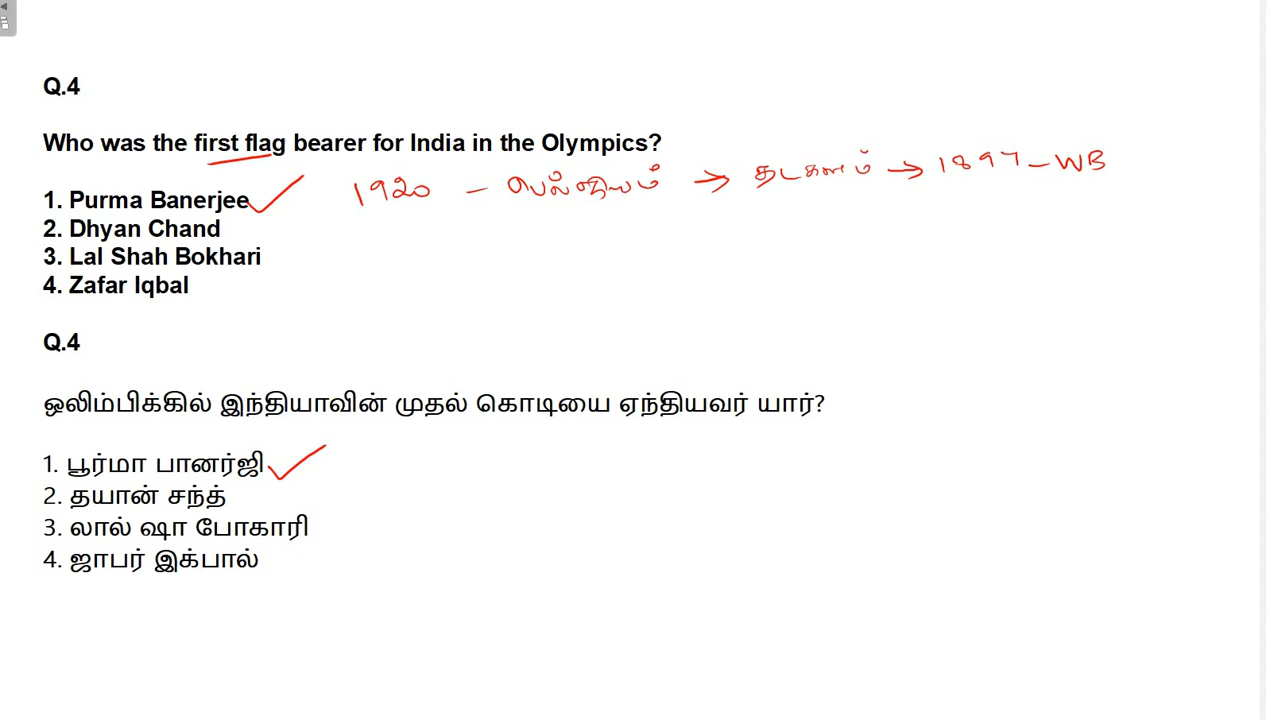 Q.4
Who was the first flag bearer for India in the Olympics?
1. Purma Banerjee
1920 – பெல்ஜியம் → தடகளம் → 1897 – WB
2. Dhyan Chand
3. Lal Shah Bokhari
4. Zafar Iqbal
Q.4
ஒலிம்பிக்கில் இந்தியாவின் முதல் கொடியை ஏந்தியவர் யார்?
1. பூர்மா பானர்ஜி
2. தயான் சந்த்
3. லால் ஷா போகாரி
4. ஜாபர் இக்பால்